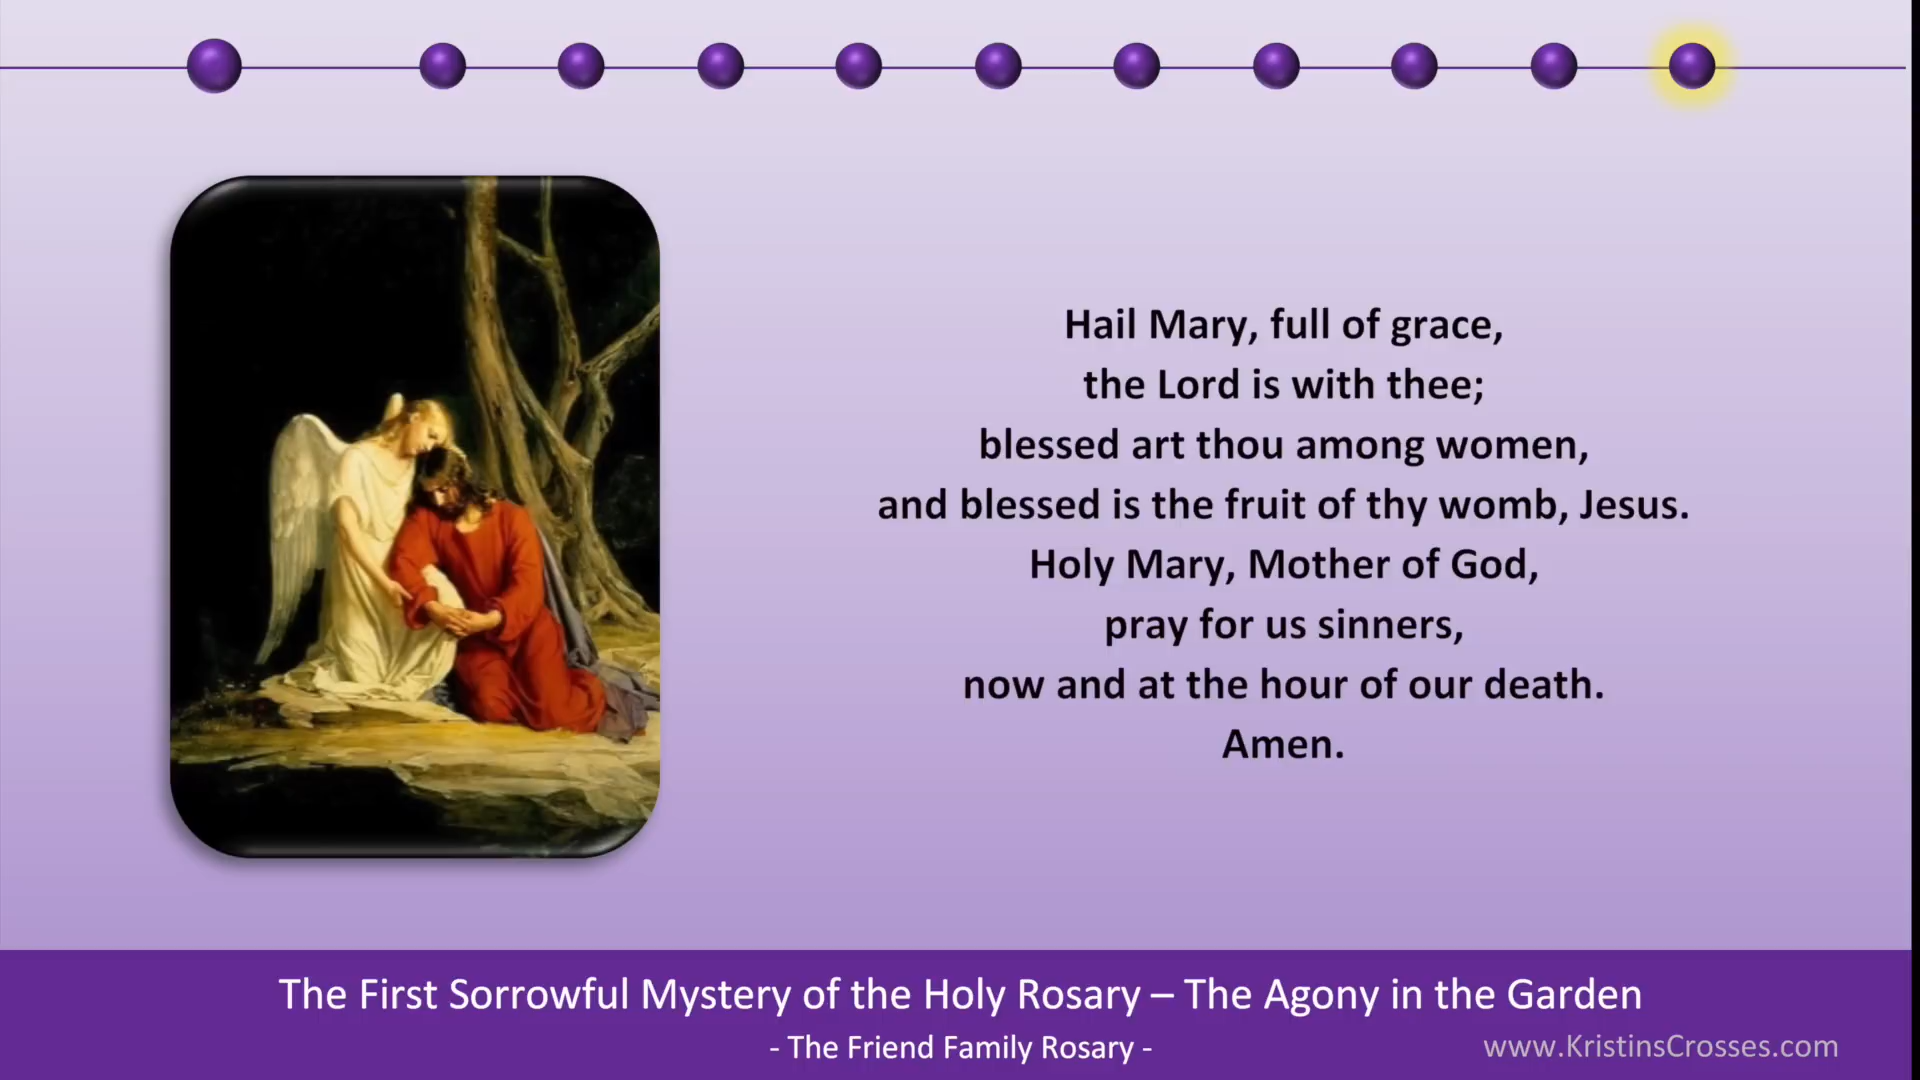 Hail Mary, full of grace,
the Lord is with thee;
blessed art thou among women,
and blessed is the fruit of thy womb, Jesus.
Holy Mary, Mother of God,
pray for us sinners,
now and at the hour of our death.
Amen.
The First Sorrowful Mystery of the Holy Rosary – The Agony in the Garden
- The Friend Family Rosary -
www.KristinsCrosses.com